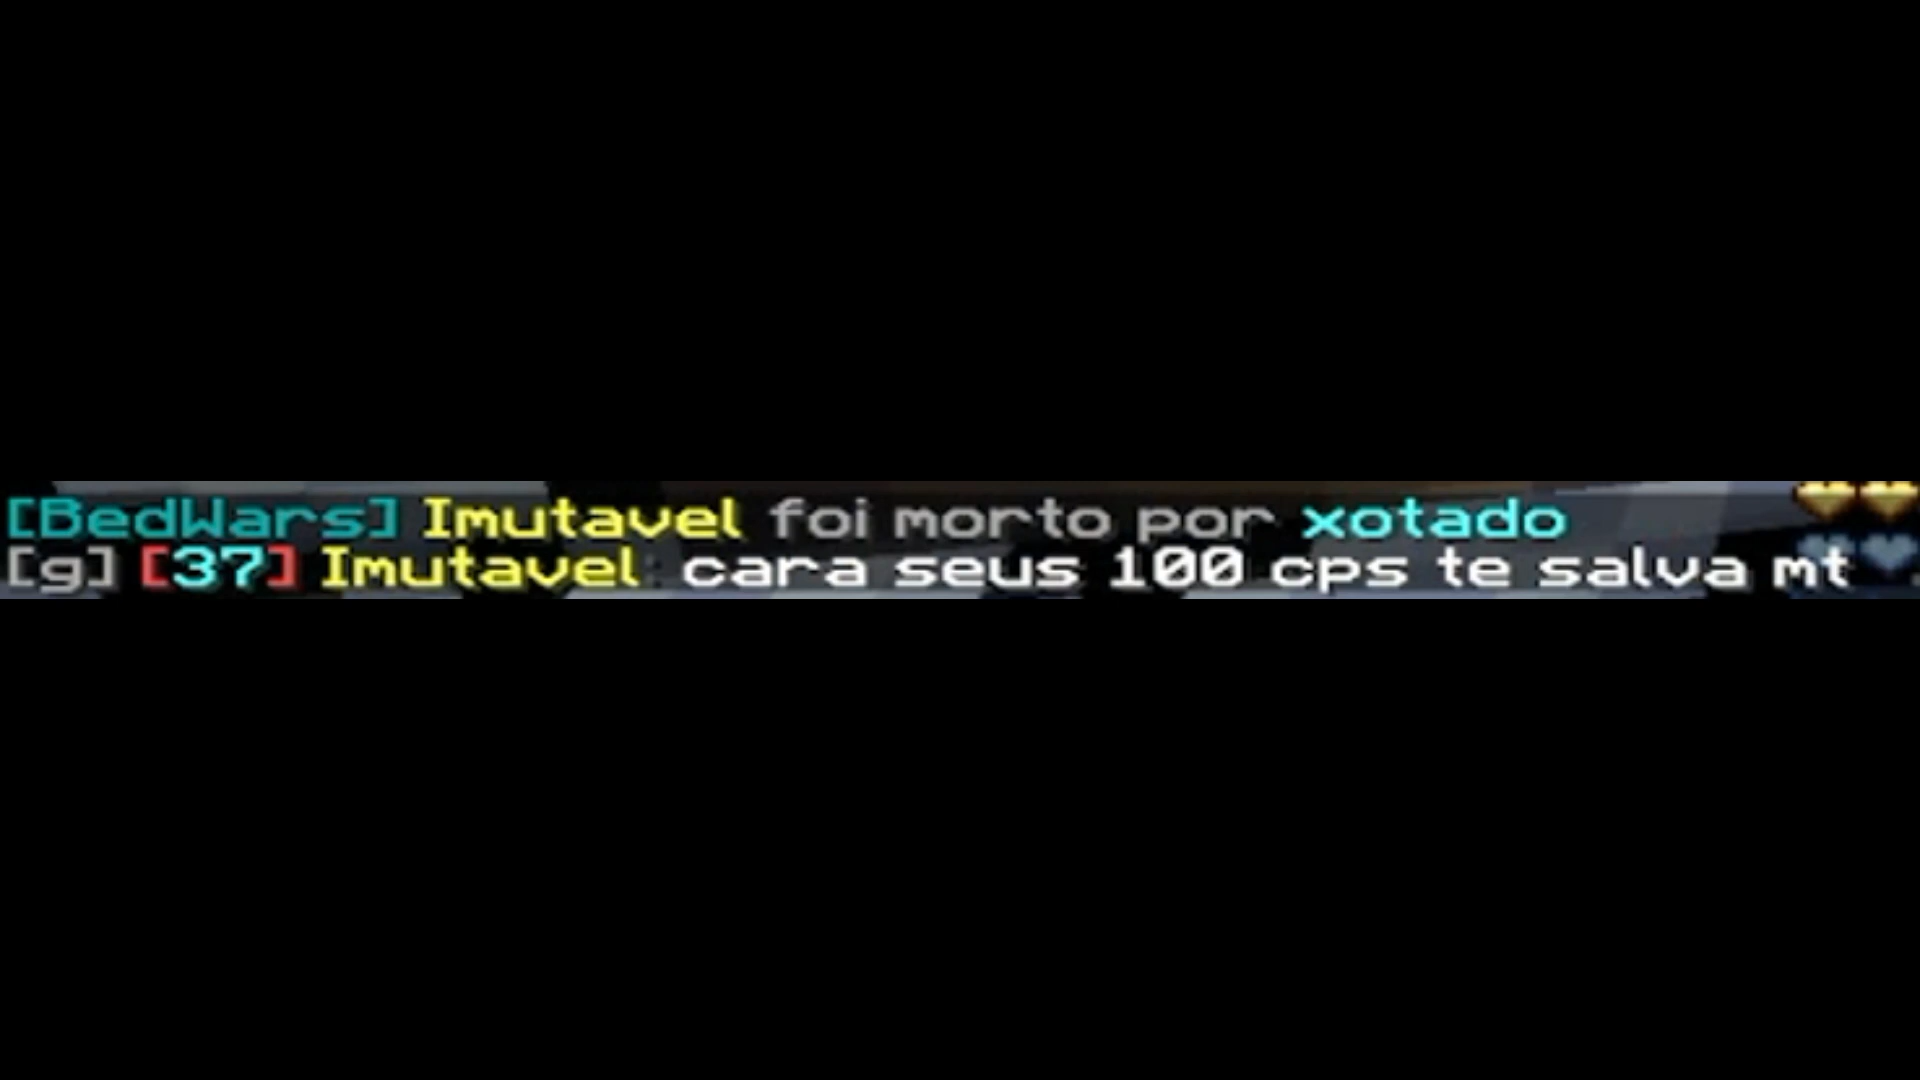 [BedWars] Imutavel foi morto por xotado
[g] [37] Imutavel: cara seus 100 cps te salva mt